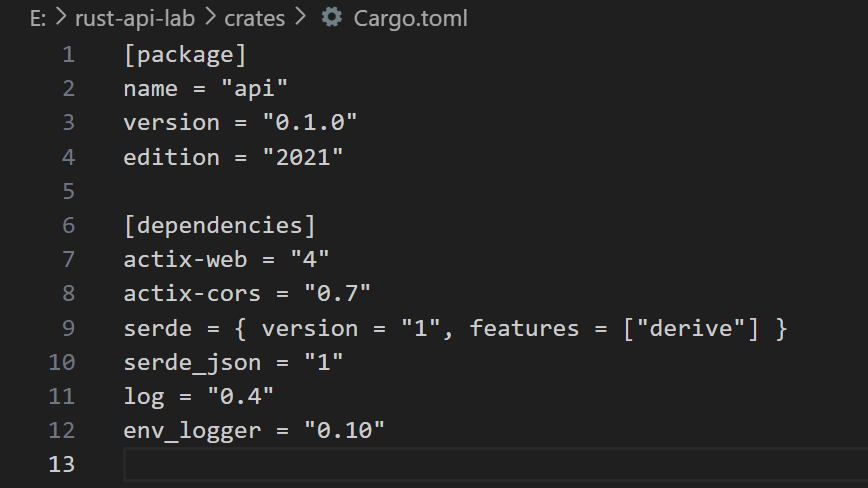 E: > rust-api-lab > crates > Cargo.toml
1 [package]
2 name = "api"
3 version = "0.1.0"
4 edition = "2021"
5
6 [dependencies]
7 actix-web = "4"
8 actix-cors = "0.7"
9 serde = { version = "1", features = ["derive"] }
10 serde_json = "1"
11 log = "0.4"
12 env_logger = "0.10"
13